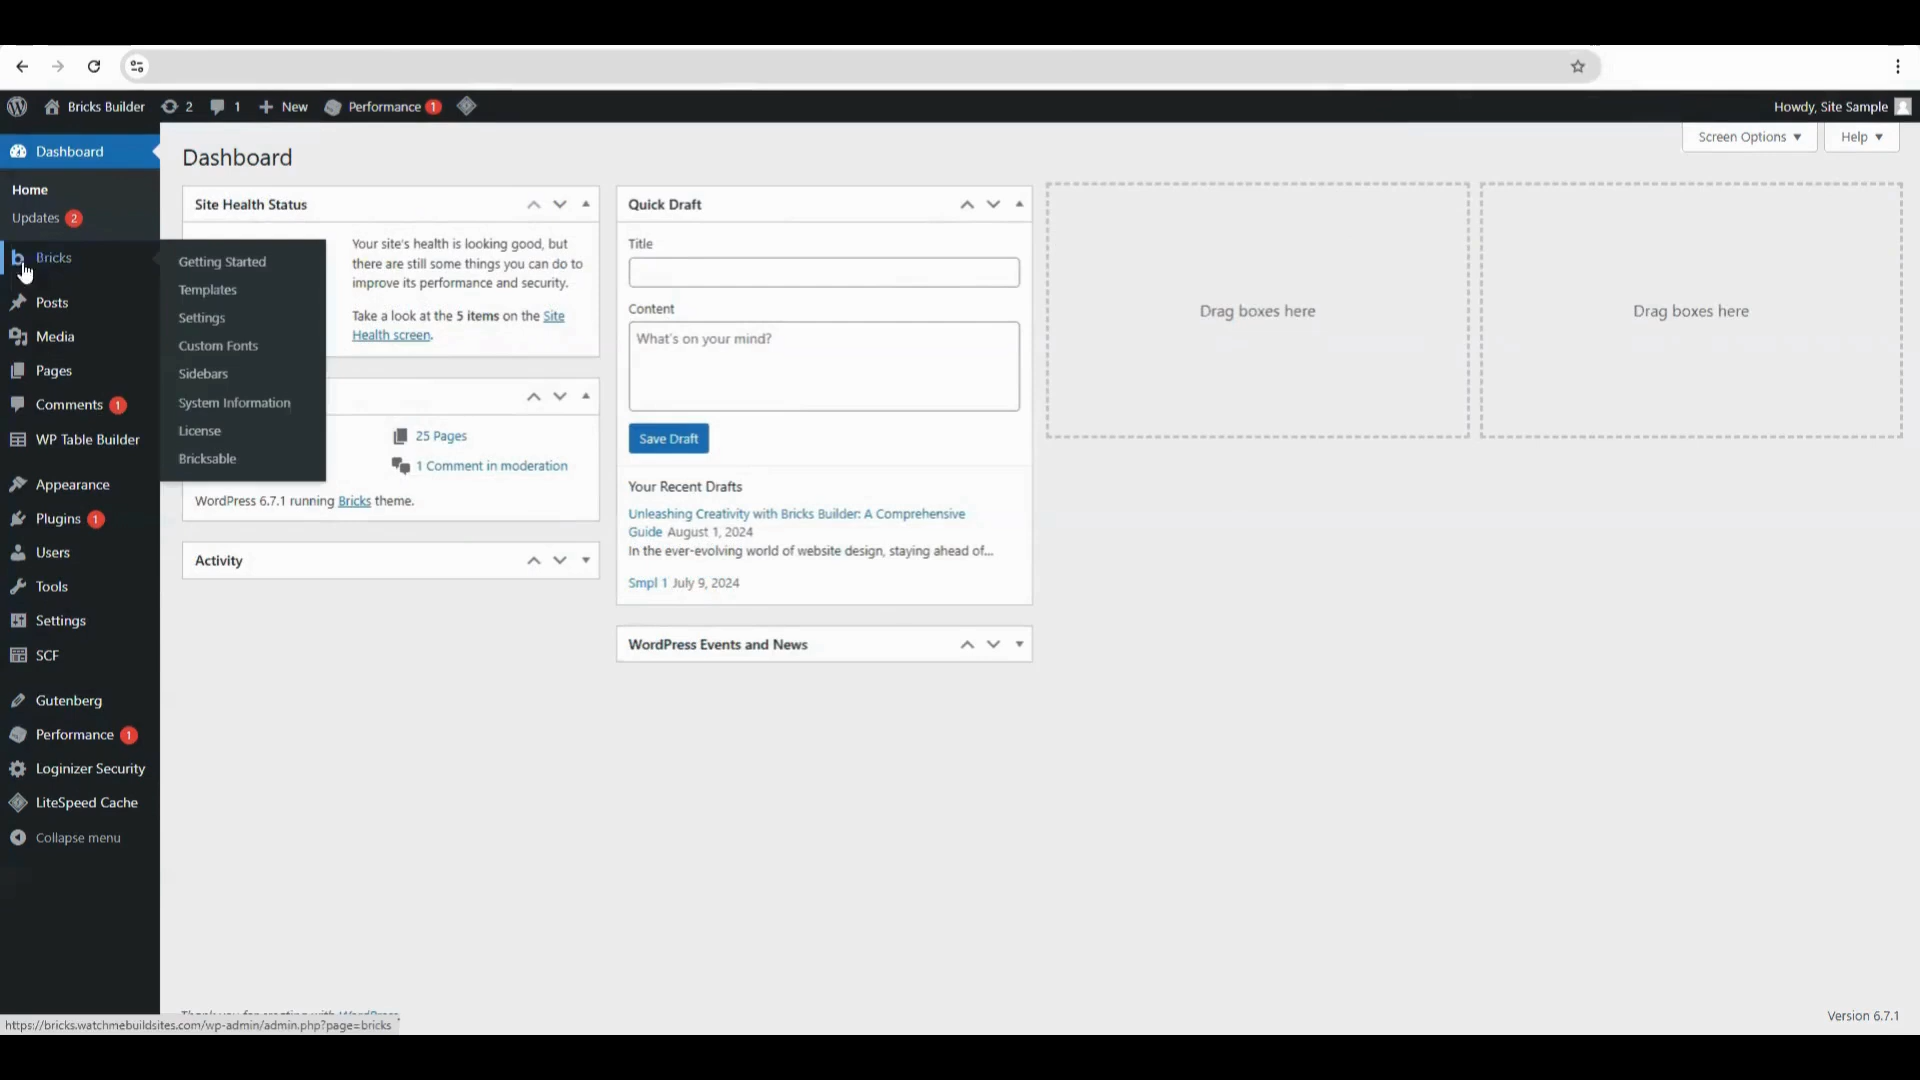 Bricks Builder
2
1
New
Performance 1
Howdy, Site Sample
Dashboard
Home
Updates 2
Bricks
Posts
Media
Pages
Comments 1
WP Table Builder
Appearance
Plugins 1
Users
Tools
Settings
SCF
Gutenberg
Performance 1
Loginizer Security
LiteSpeed Cache
Collapse menu
Getting Started
Templates
Settings
Custom Fonts
Sidebars
System Information
License
Bricksable
Screen Options
Help
Dashboard
Site Health Status
Your site's health is looking good, but
there are still some things you can do to
improve its performance and security.
Take a look at the 5 items on the Site
Health screen.
25 Pages
1 Comment in moderation
WordPress 6.7.1 running Bricks theme.
Activity
Quick Draft
Title
Content
What's on your mind?
Save Draft
Your Recent Drafts
Unleashing Creativity with Bricks Builder: A Comprehensive
Guide August 1, 2024
In the ever-evolving world of website design, staying ahead of...
Smpl 1 July 9, 2024
WordPress Events and News
Drag boxes here
Drag boxes here
https://bricks.watchmebuildsites.com/wp-admin/admin.php?page=bricks
Version 6.7.1